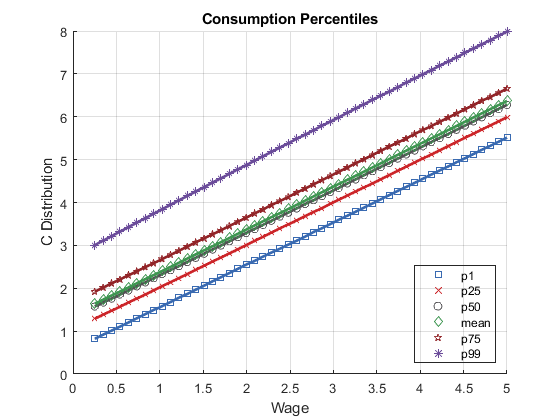 Consumption Percentiles
8
7
6
5
4
3
2
1
0
C Distribution
p1
p25
p50
mean
p75
p99
0 0.5 1 1.5 2 2.5 3 3.5 4 4.5 5
Wage